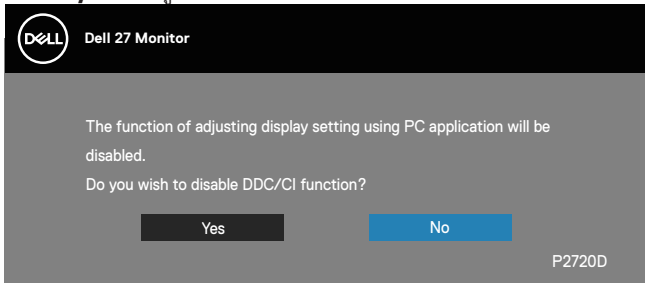 DELL
Dell 27 Monitor
The function of adjusting display setting using PC application will be
disabled.
Do you wish to disable DDC/CI function?
Yes
No
P2720D